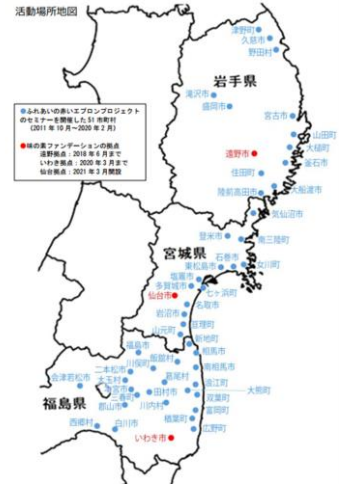 活動場所地図
津野町
久慈市
野田村
岩手県
滝沢市
盛岡市
宮古市
山田町
大槌町
釜石市
遠野市
住田町
大船渡市
陸前高田市
気仙沼市
●ふれあいの赤いエプロンプロジェクト
のセミナーを開催した51市町村
(2011年10月~2020年2月)
●味の素ファンデーションの拠点
遠野拠点:2018年6月まで
いわき拠点:2020年3月まで
仙台拠点:2021年3月開設
登米市
南三陸町
宮城県
石巻市
女川町
東松島市
塩竈市
多賀城市
七ヶ浜町
仙台市
名取市
岩沼市
亘理町
山元町
新地町
福島市
相馬市
飯舘村
川俣町
南相馬市
二本松市
会津若松市
大玉村
葛尾村
浪江町
本宮市
大熊町
田村市
双葉町
三春町
福島県
郡山市
川内村
富岡町
楢葉町
西郷村
白川市
広野町
いわき市